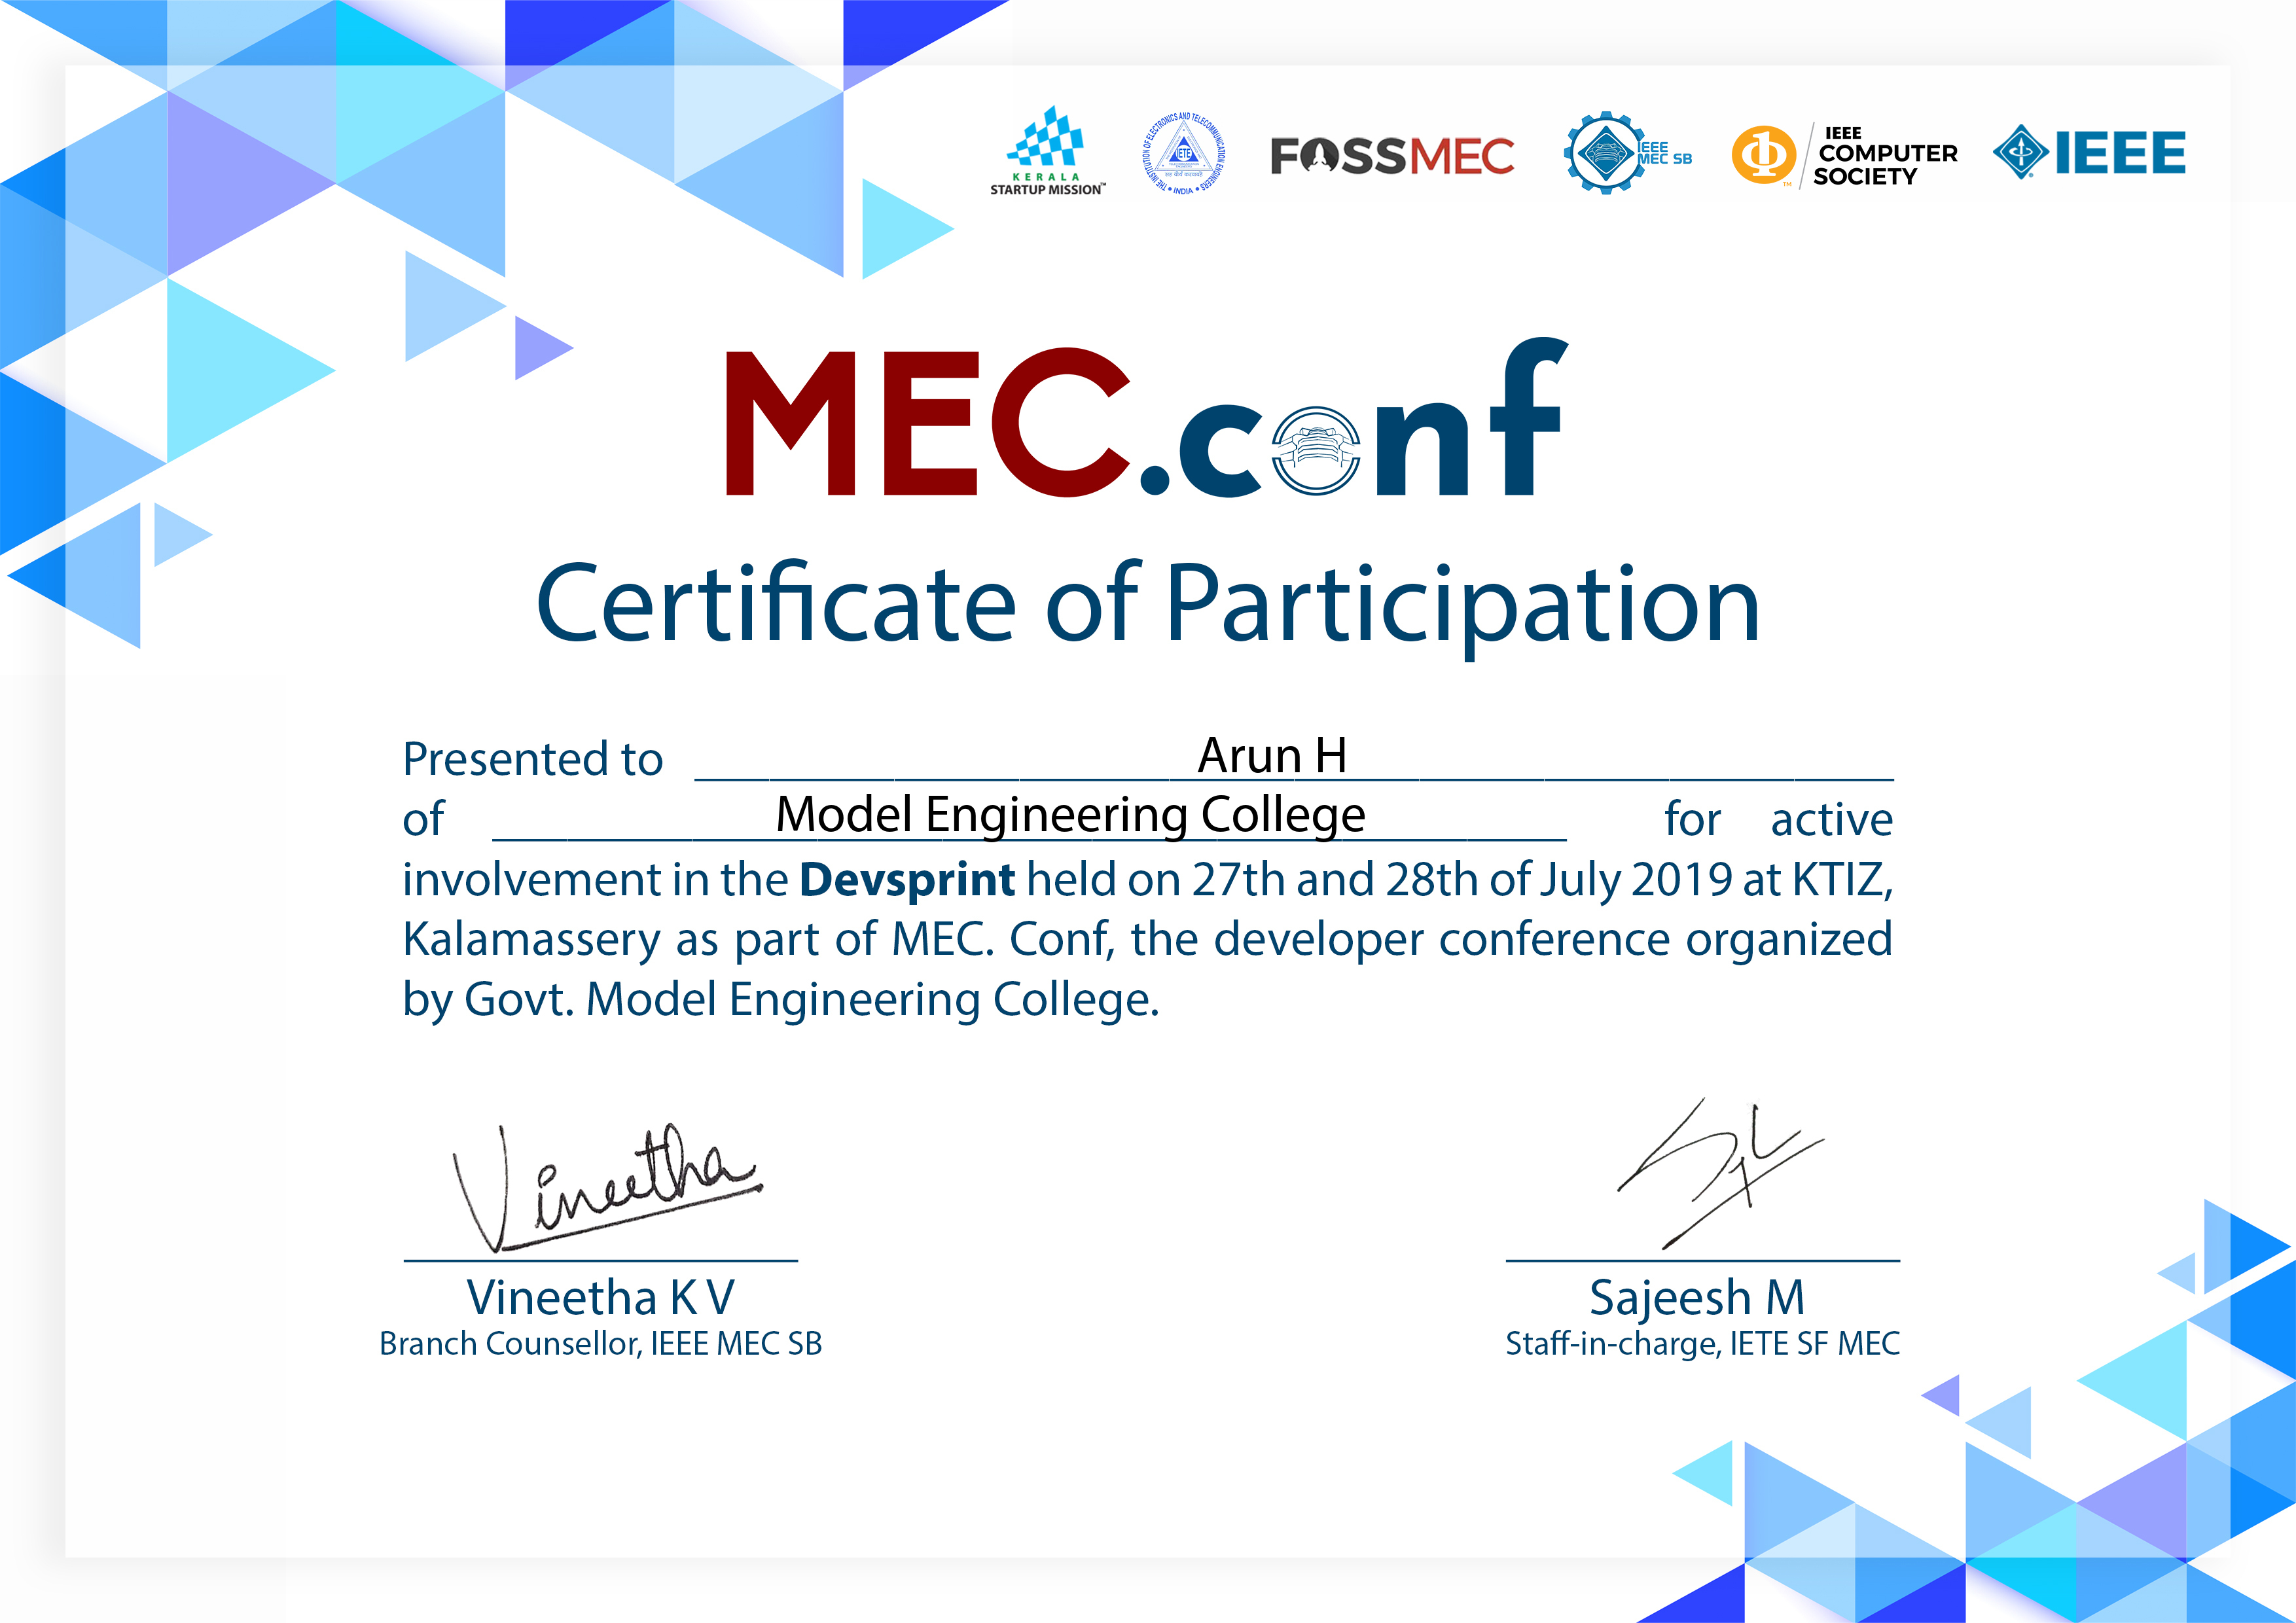 KERALA
STARTUP MISSION™
THE INSTITUTION OF ELECTRONICS AND TELECOMMUNICATION ENGINEERS • INDIA •
IETE
FOSSMEC
IEEE
MEC SB
IEEE
COMPUTER
SOCIETY
TM
IEEE
®
MEC.conf
Certificate of Participation
Presented to Arun H
of Model Engineering College for active
involvement in the Devsprint held on 27th and 28th of July 2019 at KTIZ,
Kalamassery as part of MEC. Conf, the developer conference organized
by Govt. Model Engineering College.
Vineetha
Vineetha K V
Branch Counsellor, IEEE MEC SB
Sajeesh M
Staff-in-charge, IETE SF MEC